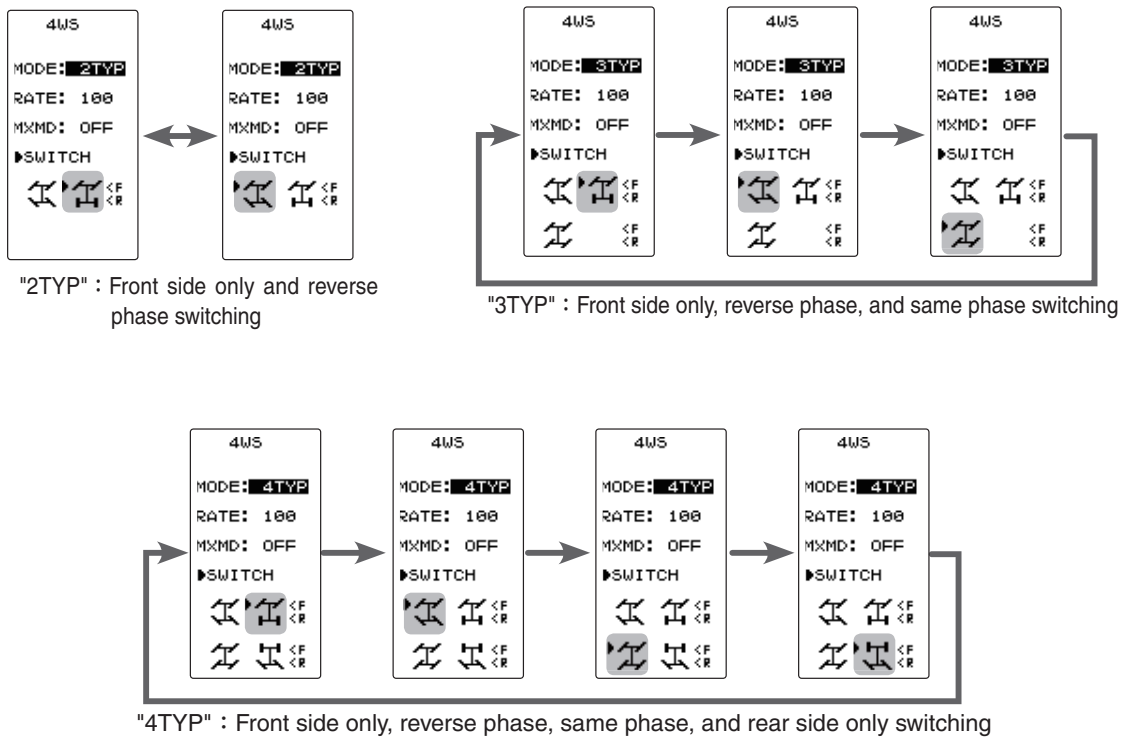 4WS
MODE: 2TYP
RATE: 100
MXMD: OFF
▶SWITCH
<F
<R
4WS
MODE: 2TYP
RATE: 100
MXMD: OFF
▶SWITCH
<F
<R
"2TYP" : Front side only and reverse
phase switching
4WS
MODE: 3TYP
RATE: 100
MXMD: OFF
▶SWITCH
<F
<R
<F
<R
4WS
MODE: 3TYP
RATE: 100
MXMD: OFF
▶SWITCH
<F
<R
<F
<R
4WS
MODE: 3TYP
RATE: 100
MXMD: OFF
▶SWITCH
<F
<R
<F
<R
"3TYP" : Front side only, reverse phase, and same phase switching
4WS
MODE: 4TYP
RATE: 100
MXMD: OFF
▶SWITCH
<F
<R
<F
<R
4WS
MODE: 4TYP
RATE: 100
MXMD: OFF
▶SWITCH
<F
<R
<F
<R
4WS
MODE: 4TYP
RATE: 100
MXMD: OFF
▶SWITCH
<F
<R
<F
<R
4WS
MODE: 4TYP
RATE: 100
MXMD: OFF
▶SWITCH
<F
<R
<F
<R
"4TYP" : Front side only, reverse phase, same phase, and rear side only switching